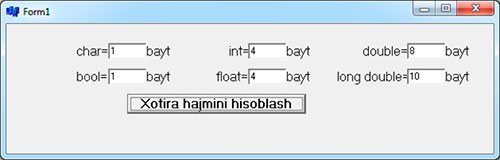 Form1
char=1 bayt int=4 bayt double=8 bayt
bool=1 bayt float=4 bayt long double=10 bayt
Xotira hajmini hisoblash